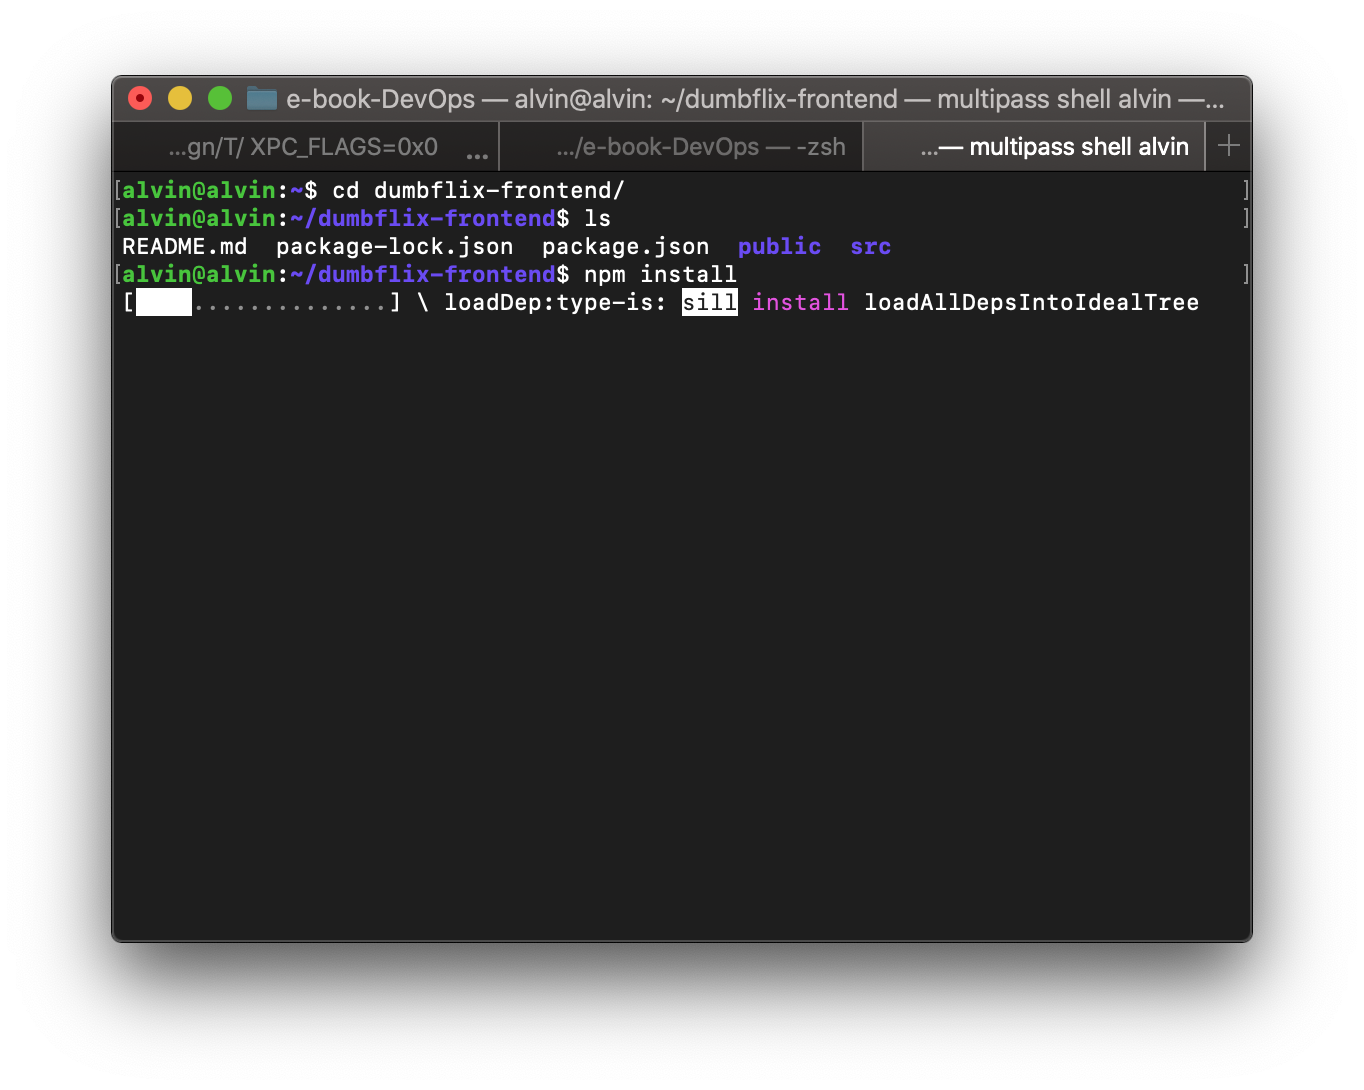 e-book-DevOps — alvin@alvin: ~/dumbflix-frontend — multipass shell alvin —...
...gn/T/ XPC_FLAGS=0x0 ...
.../e-book-DevOps — -zsh
...— multipass shell alvin +
[alvin@alvin:~$ cd dumbflix-frontend/ ]
[alvin@alvin:~/dumbflix-frontend$ ls ]
README.md  package-lock.json  package.json  public  src
[alvin@alvin:~/dumbflix-frontend$ npm install ]
[    ..............] \ loadDep:type-is: sill install loadAllDepsIntoIdealTree